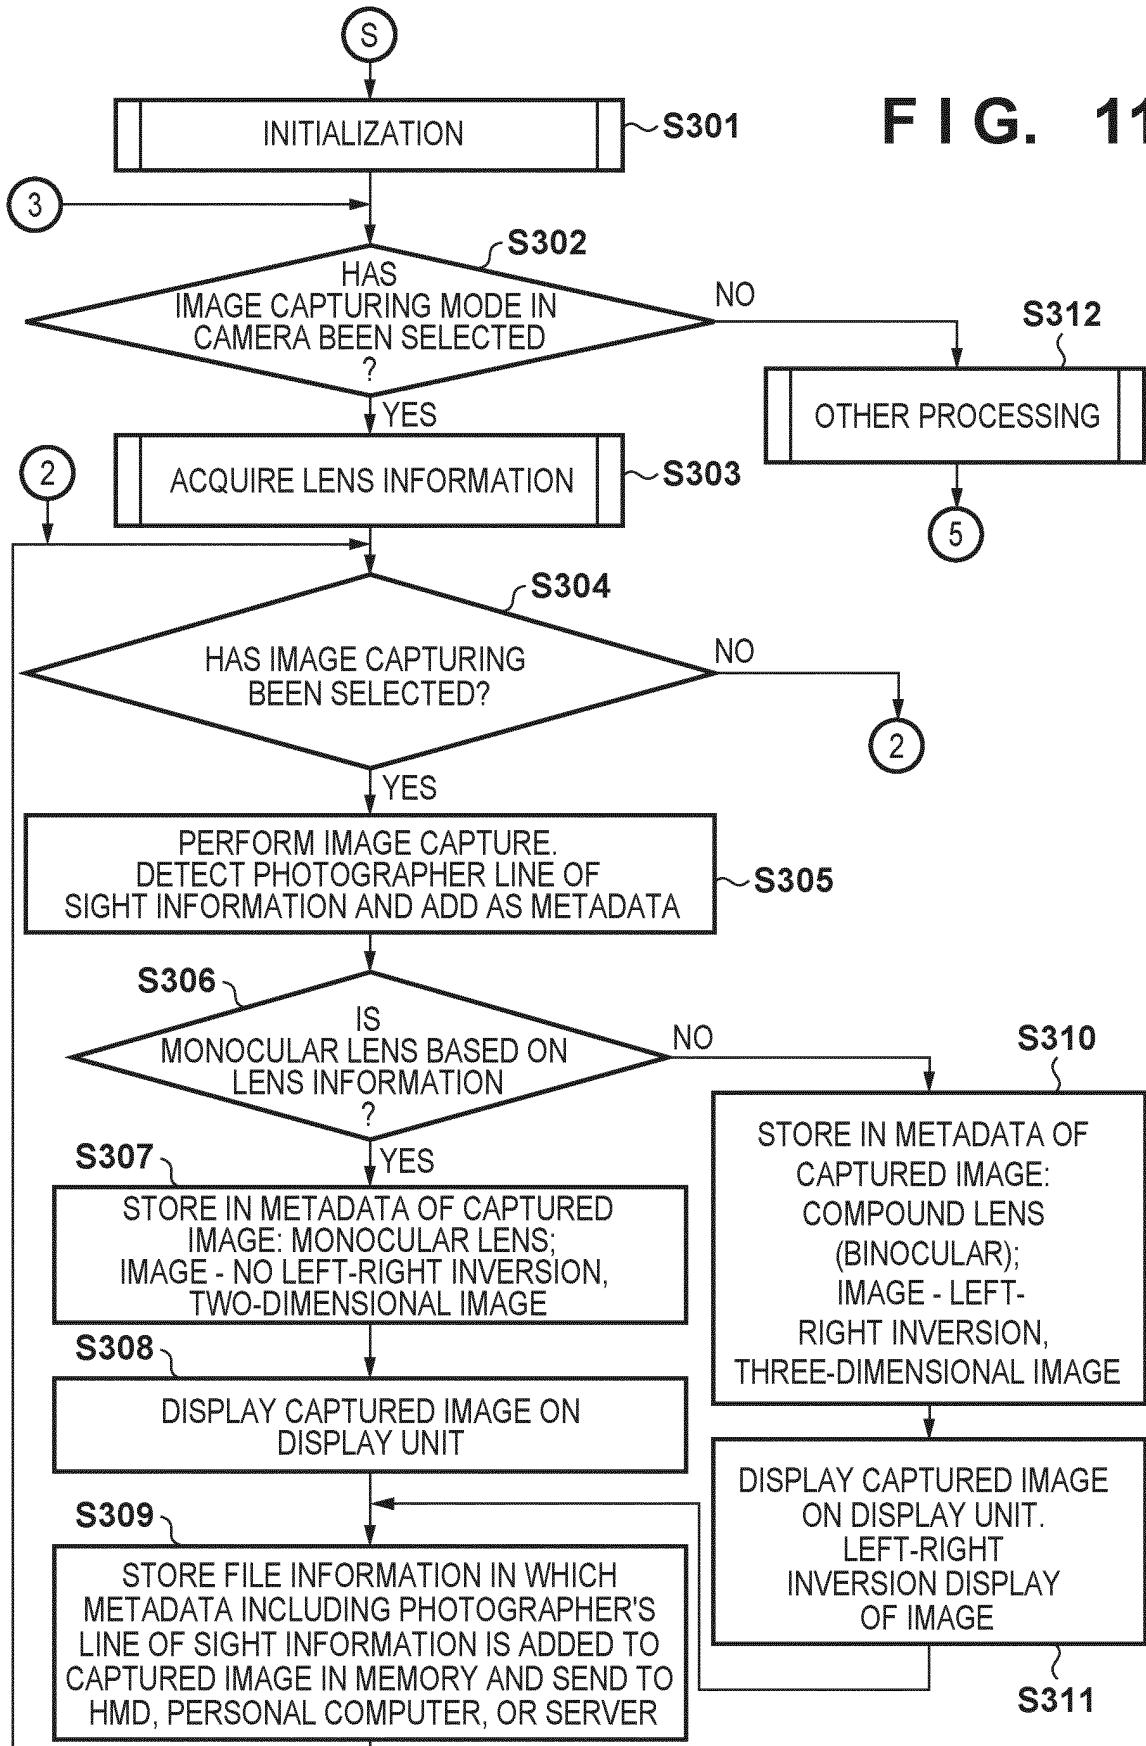 S
F I G. 11
INITIALIZATION
S301
3
S302
HAS
IMAGE CAPTURING MODE IN
CAMERA BEEN SELECTED
?
NO
S312
YES
OTHER PROCESSING
2
ACQUIRE LENS INFORMATION
S303
5
S304
HAS IMAGE CAPTURING
BEEN SELECTED?
NO
2
YES
PERFORM IMAGE CAPTURE.
DETECT PHOTOGRAPHER LINE OF
SIGHT INFORMATION AND ADD AS METADATA
S305
S306
IS
MONOCULAR LENS BASED ON
LENS INFORMATION
?
NO
S310
YES
S307
STORE IN METADATA OF CAPTURED
IMAGE: MONOCULAR LENS;
IMAGE - NO LEFT-RIGHT INVERSION,
TWO-DIMENSIONAL IMAGE
STORE IN METADATA OF
CAPTURED IMAGE:
COMPOUND LENS
(BINOCULAR);
IMAGE - LEFT-
RIGHT INVERSION,
THREE-DIMENSIONAL IMAGE
S308
DISPLAY CAPTURED IMAGE ON
DISPLAY UNIT
DISPLAY CAPTURED IMAGE
ON DISPLAY UNIT.
LEFT-RIGHT
INVERSION DISPLAY
OF IMAGE
S311
S309
STORE FILE INFORMATION IN WHICH
METADATA INCLUDING PHOTOGRAPHER'S
LINE OF SIGHT INFORMATION IS ADDED TO
CAPTURED IMAGE IN MEMORY AND SEND TO
HMD, PERSONAL COMPUTER, OR SERVER